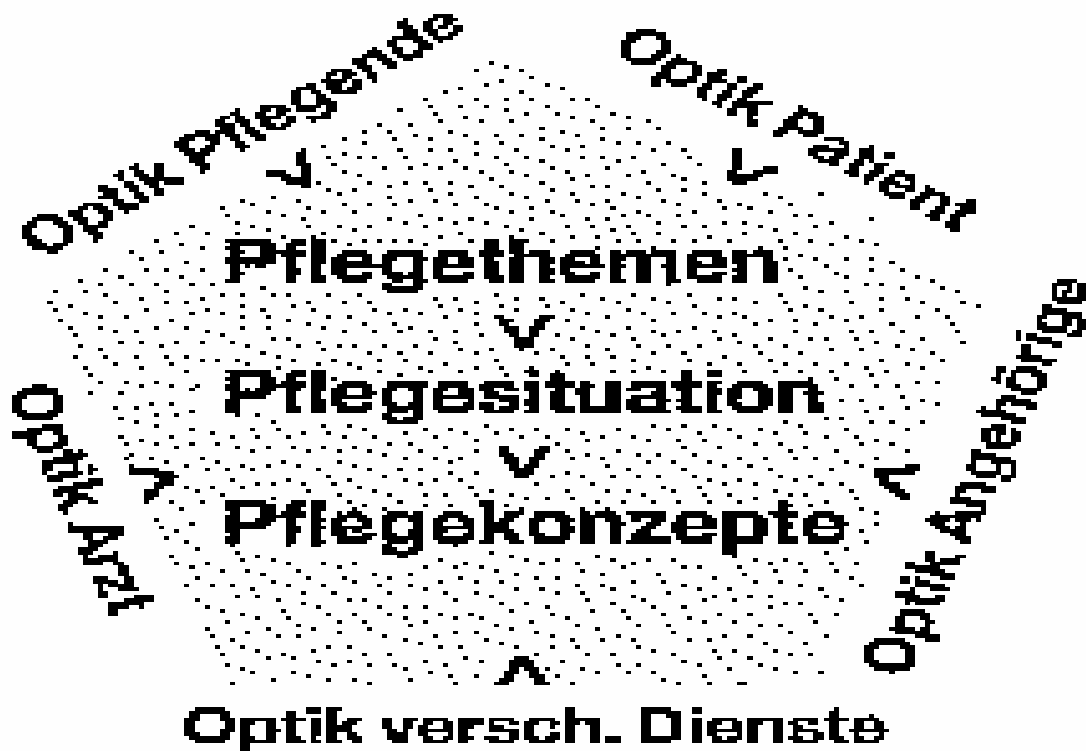 Optik Pflegende
Optik Patient
Pflegethemen
Pflegesituation
Pflegekonzepte
Optik Arzt
Optik Angehörige
Optik versch. Dienste